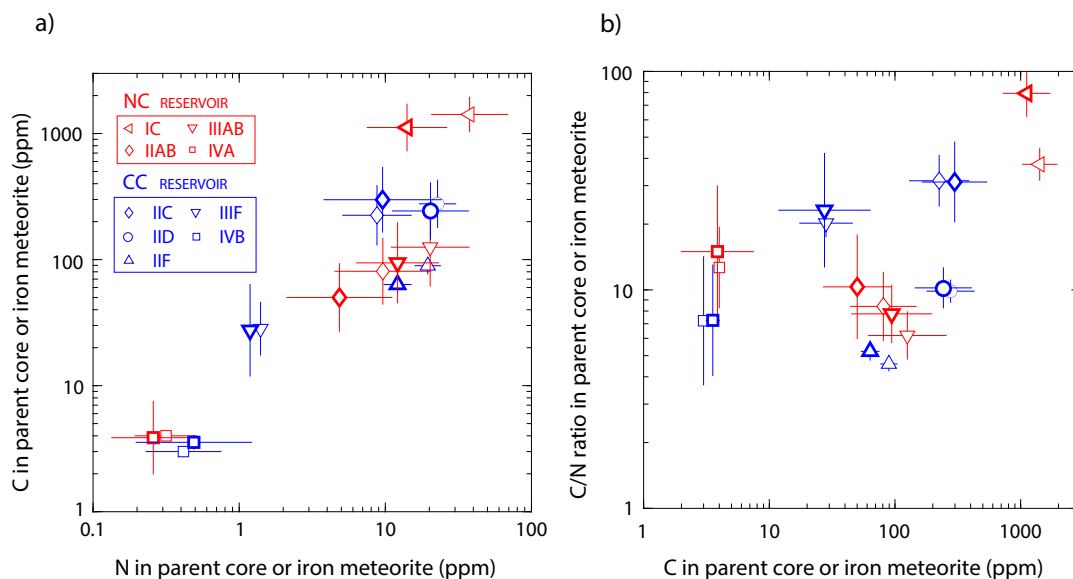 a)
C in parent core or iron meteorite (ppm)
1000
100
10
1
0.1
1
10
100
N in parent core or iron meteorite (ppm)
NC RESERVOIR
IC
IIIAB
IIAB
IVA
CC RESERVOIR
IIC
IIIF
IID
IVB
IIF
b)
C/N ratio in parent core or iron meteorite
100
10
1
1
10
100
1000
C in parent core or iron meteorite (ppm)